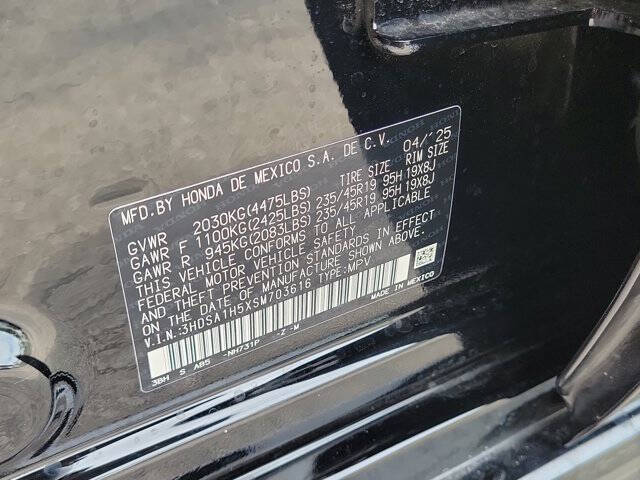 MFD.BY HONDA DE MEXICO S.A. DE C.V. 04/'25
GVWR 2030KG(4475LBS) TIRE SIZE RIM SIZE
GAWR F 1100KG(2425LBS) 235/45R19 95H 19X8J
GAWR R 945KG(2083LBS) 235/45R19 95H 19X8J
THIS VEHICLE CONFORMS TO ALL APPLICABLE
FEDERAL MOTOR VEHICLE SAFETY
AND THEFT PREVENTION STANDARDS IN EFFECT
ON THE DATE OF MANUFACTURE SHOWN ABOVE.
V.I.N:3HDSA1H5XSM703616 TYPE:MPV
MADE IN MEXICO
3BH S AB5 -NH731P -Z -M